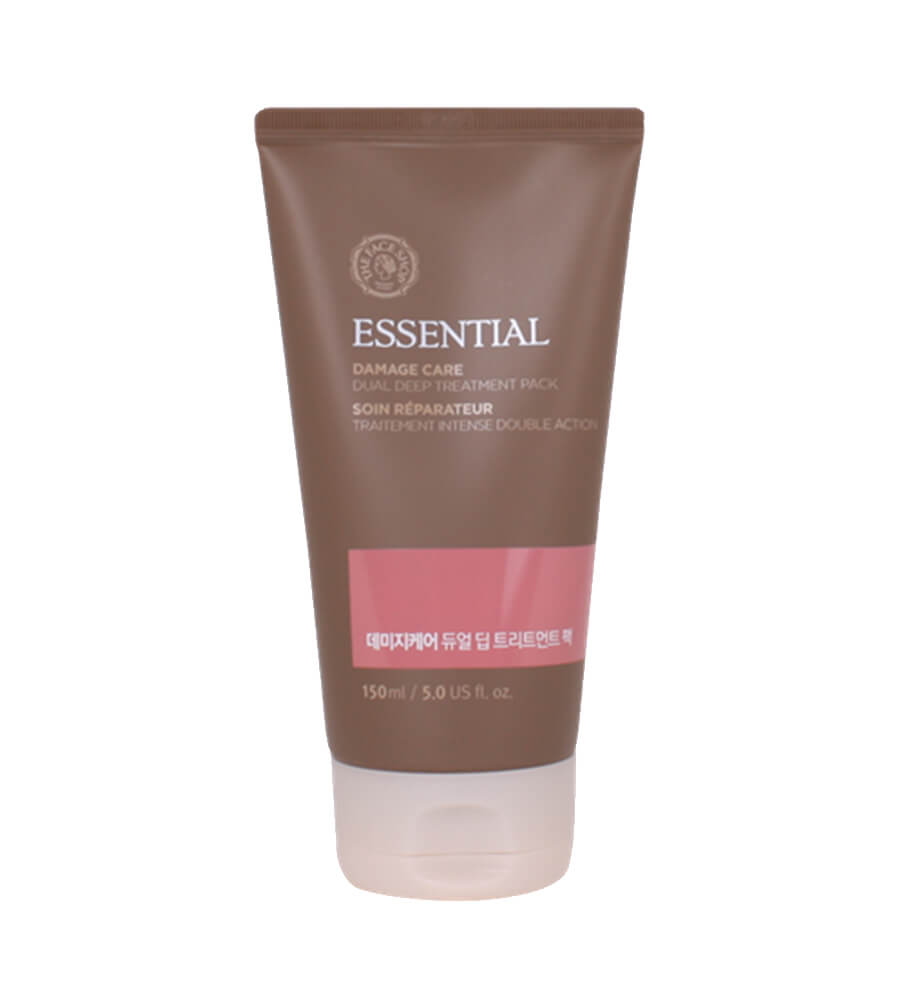 THE FACE SHOP
ESSENTIAL
DAMAGE CARE
DUAL DEEP TREATMENT PACK
SOIN RÉPARATEUR
TRAITEMENT INTENSE DOUBLE ACTION
데미지케어 듀얼 딥 트리트먼트 팩
150ml / 5.0 US fl. oz.